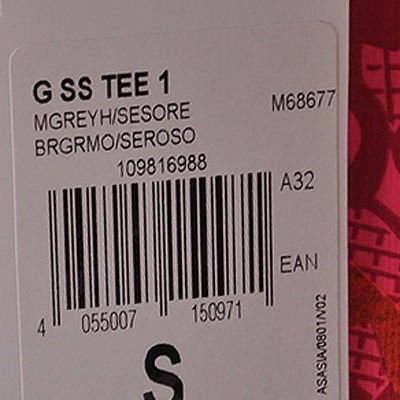 G SS TEE 1
MGREYH/SESORE M68677
BRGRMO/SEROSO
109816988
A32
EAN
4 055007 150971
S
ASASIA/0801/V02